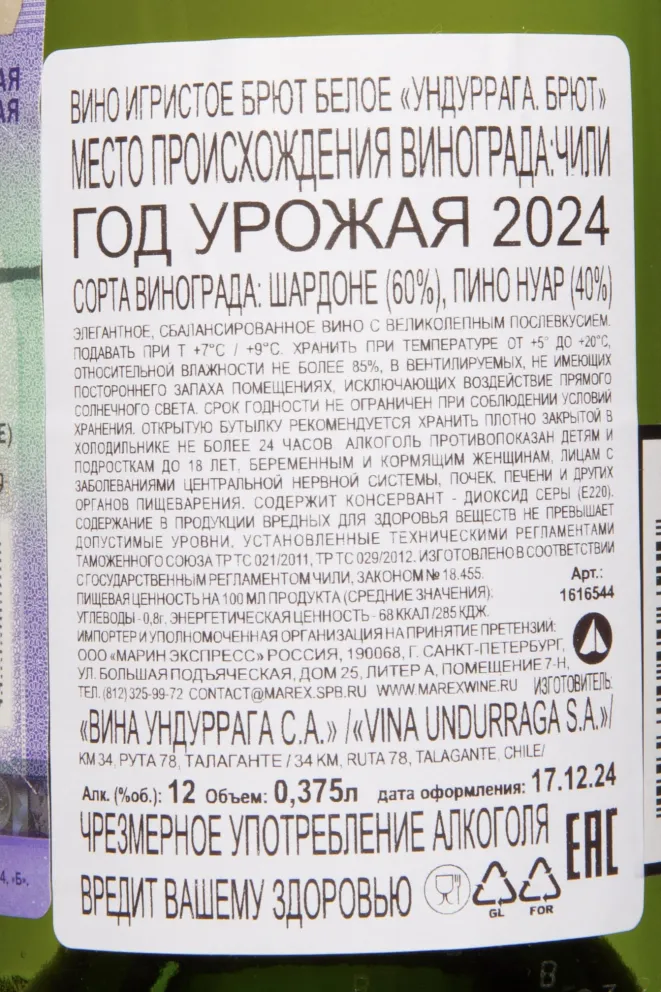 АЯ
АЯ
ВИНО ИГРИСТОЕ БРЮТ БЕЛОЕ «УНДУРРАГА. БРЮТ»
МЕСТО ПРОИСХОЖДЕНИЯ ВИНОГРАДА:ЧИЛИ
ГОД УРОЖАЯ 2024
СОРТА ВИНОГРАДА: ШАРДОНЕ (60%), ПИНО НУАР (40%)
ЭЛЕГАНТНОЕ, СБАЛАНСИРОВАННОЕ ВИНО С ВЕЛИКОЛЕПНЫМ ПОСЛЕВКУСИЕМ.
ПОДАВАТЬ ПРИ Т +7°C / +9°C. ХРАНИТЬ ПРИ ТЕМПЕРАТУРЕ ОТ +5° ДО +20°С,
ОТНОСИТЕЛЬНОЙ ВЛАЖНОСТИ НЕ БОЛЕЕ 85%, В ВЕНТИЛИРУЕМЫХ, НЕ ИМЕЮЩИХ
ПОСТОРОННЕГО ЗАПАХА ПОМЕЩЕНИЯХ, ИСКЛЮЧАЮЩИХ ВОЗДЕЙСТВИЕ ПРЯМОГО
СОЛНЕЧНОГО СВЕТА. СРОК ГОДНОСТИ НЕ ОГРАНИЧЕН ПРИ СОБЛЮДЕНИИ УСЛОВИЙ
ХРАНЕНИЯ. ОТКРЫТУЮ БУТЫЛКУ РЕКОМЕНДУЕТСЯ ХРАНИТЬ ПЛОТНО ЗАКРЫТОЙ В
ХОЛОДИЛЬНИКЕ НЕ БОЛЕЕ 24 ЧАСОВ. АЛКОГОЛЬ ПРОТИВОПОКАЗАН ДЕТЯМ И
ПОДРОСТКАМ ДО 18 ЛЕТ, БЕРЕМЕННЫМ И КОРМЯЩИМ ЖЕНЩИНАМ, ЛИЦАМ С
ЗАБОЛЕВАНИЯМИ ЦЕНТРАЛЬНОЙ НЕРВНОЙ СИСТЕМЫ, ПОЧЕК, ПЕЧЕНИ И ДРУГИХ
ОРГАНОВ ПИЩЕВАРЕНИЯ. СОДЕРЖИТ КОНСЕРВАНТ - ДИОКСИД СЕРЫ (Е220).
СОДЕРЖАНИЕ В ПРОДУКЦИИ ВРЕДНЫХ ДЛЯ ЗДОРОВЬЯ ВЕЩЕСТВ НЕ ПРЕВЫШАЕТ
ДОПУСТИМЫЕ УРОВНИ, УСТАНОВЛЕННЫЕ ТЕХНИЧЕСКИМИ РЕГЛАМЕНТАМИ
ТАМОЖЕННОГО СОЮЗА ТР ТС 021/2011, ТР ТС 029/2012. ИЗГОТОВЛЕНО В СООТВЕТСТВИИ
С ГОСУДАРСТВЕННЫМ РЕГЛАМЕНТОМ ЧИЛИ, ЗАКОНОМ № 18.455.
Арт.:
1616544
ПИЩЕВАЯ ЦЕННОСТЬ НА 100 МЛ ПРОДУКТА (СРЕДНИЕ ЗНАЧЕНИЯ):
УГЛЕВОДЫ - 0,8г, ЭНЕРГЕТИЧЕСКАЯ ЦЕННОСТЬ - 68 ККАЛ /285 КДЖ.
ИМПОРТЕР И УПОЛНОМОЧЕННАЯ ОРГАНИЗАЦИЯ НА ПРИНЯТИЕ ПРЕТЕНЗИЙ:
ООО «МАРИН ЭКСПРЕСС» РОССИЯ, 190068, Г. САНКТ-ПЕТЕРБУРГ,
УЛ. БОЛЬШАЯ ПОДЪЯЧЕСКАЯ, ДОМ 25, ЛИТЕР А, ПОМЕЩЕНИЕ 7-Н,
ТЕЛ. (812) 325-99-72 CONTACT@MAREX.SPB.RU WWW.MAREXWINE.RU ИЗГОТОВИТЕЛЬ:
«ВИНА УНДУРРАГА С.А.» /«VINA UNDURRAGA S.A.»/
КМ 34, РУТА 78, ТАЛАГАНТЕ / 34 KM, RUTA 78, TALAGANTE, CHILE/
Алк. (%об.): 12 Объем: 0,375л дата оформления: 17.12.24
ЧРЕЗМЕРНОЕ УПОТРЕБЛЕНИЕ АЛКОГОЛЯ
ВРЕДИТ ВАШЕМУ ЗДОРОВЬЮ
EAC
GL FOR
4, «Б».
8